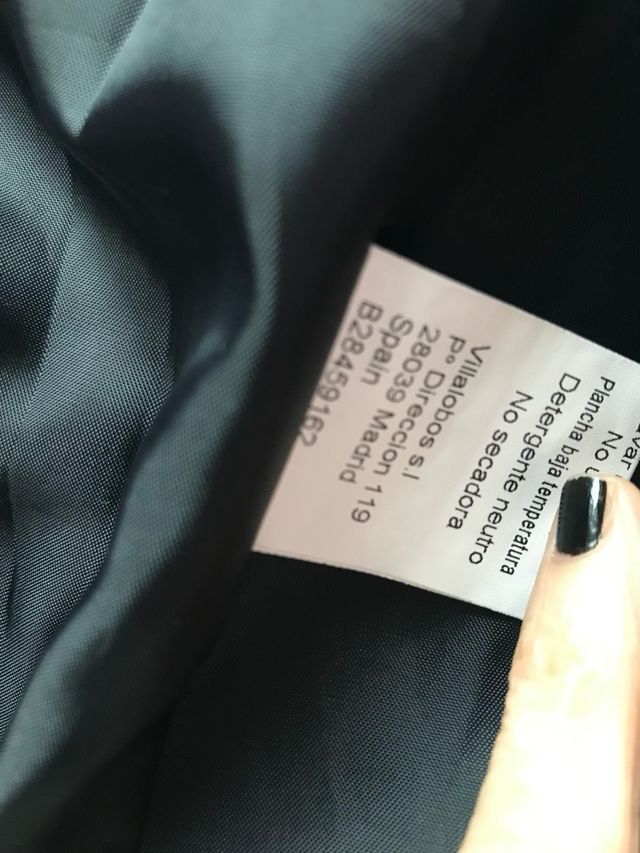 No
Plancha baja temperatura
Detergente neutro
No secadora
Villalobos s.l
pº Direccion 119
28039 Madrid
Spain
B28459162